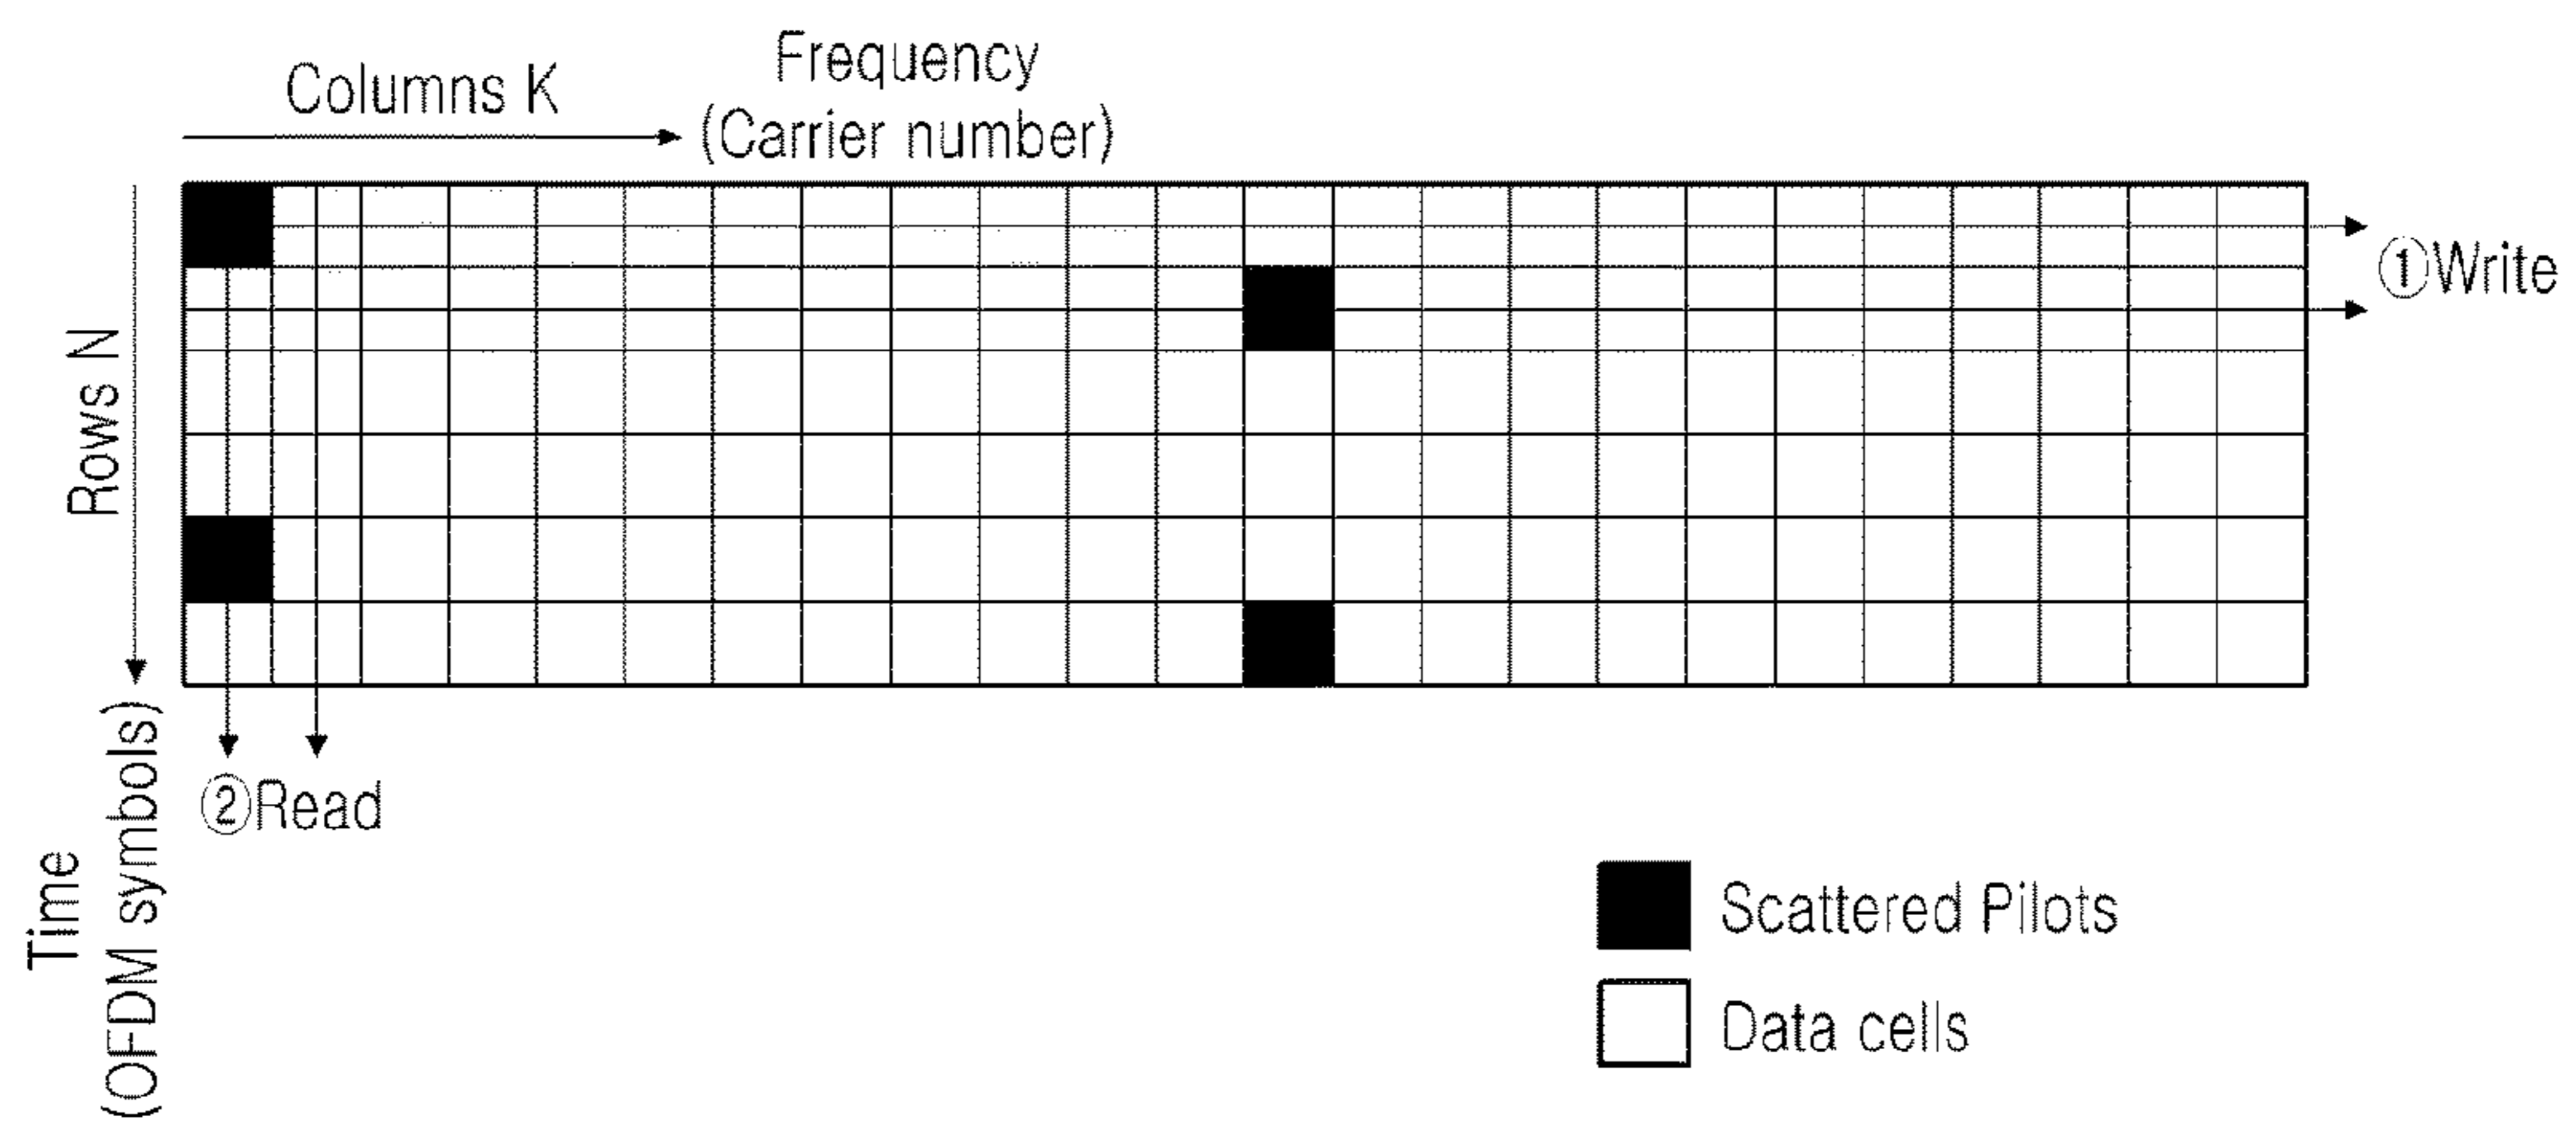 Columns K
Frequency
(Carrier number)
①Write
Rows N
Time
(OFDM symbols)
②Read
Scattered Pilots
Data cells